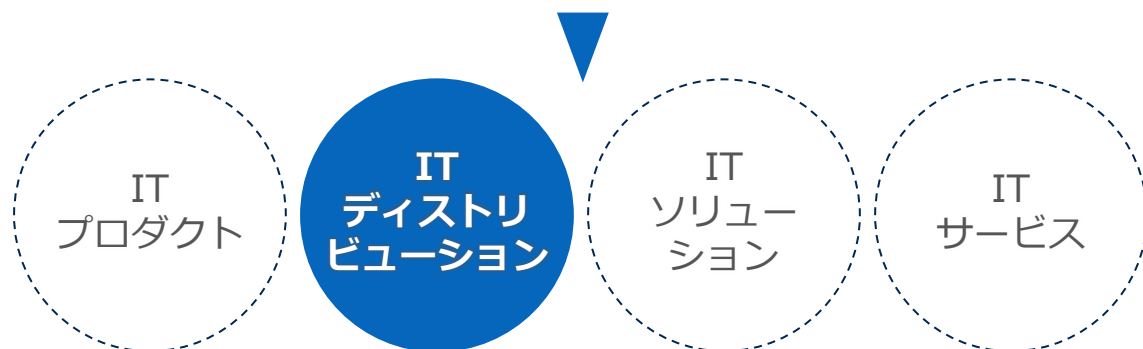 IT
プロダクト
IT
ディストリ
ビューション
IT
ソリュー
ション
IT
サービス